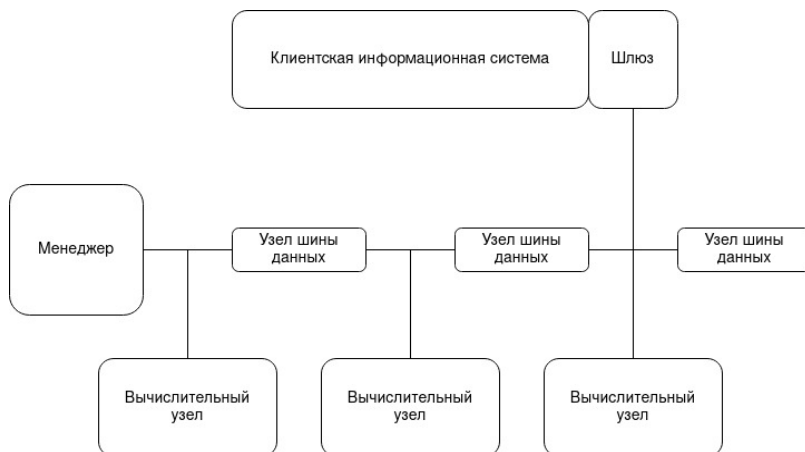 Клиентская информационная система
Шлюз
Менеджер
Узел шины
данных
Узел шины
данных
Узел шины
данных
Вычислительный
узел
Вычислительный
узел
Вычислительный
узел